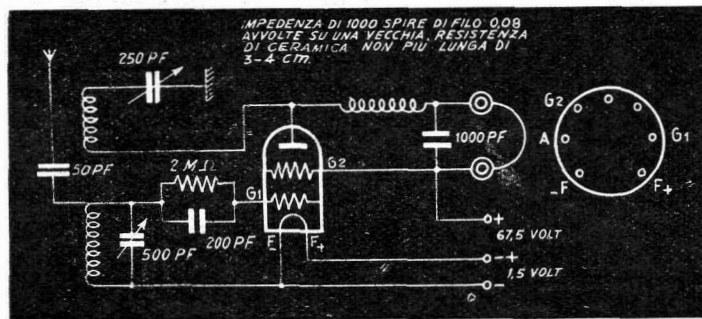 IMPEDENZA DI 1000 SPIRE DI FILO 0,08
AVVOLTE SU UNA VECCHIA RESISTENZA
DI CERAMICA NON PIU LUNGA DI
3-4 CM.
250 PF
50 PF
2 MΩ
G1
200 PF
500 PF
G2
F-
F+
1000 PF
+
67,5 VOLT
-+
1,5 VOLT
-
G2
A
G1
-F
F+